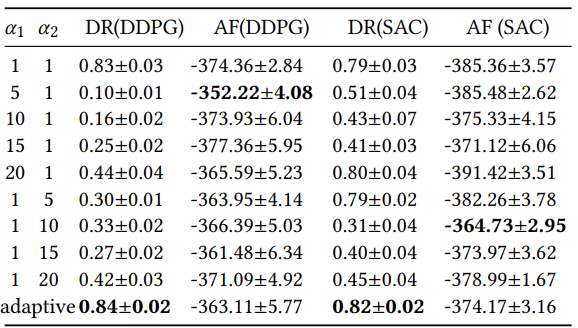 α1 α2 DR(DDPG) AF(DDPG) DR(SAC) AF (SAC)
1 1 0.83±0.03 -374.36±2.84 0.79±0.03 -385.36±3.57
5 1 0.10±0.01 -352.22±4.08 0.51±0.04 -385.48±2.62
10 1 0.16±0.02 -373.93±6.04 0.43±0.07 -375.33±4.15
15 1 0.25±0.02 -377.36±5.95 0.41±0.03 -371.12±6.06
20 1 0.44±0.04 -365.59±5.23 0.80±0.04 -391.42±3.51
1 5 0.30±0.01 -363.95±4.14 0.79±0.02 -382.26±3.78
1 10 0.33±0.02 -366.39±5.03 0.31±0.04 -364.73±2.95
1 15 0.27±0.02 -361.48±6.34 0.40±0.04 -373.97±3.62
1 20 0.42±0.03 -371.09±4.92 0.45±0.04 -378.99±1.67
adaptive 0.84±0.02 -363.11±5.77 0.82±0.02 -374.17±3.16